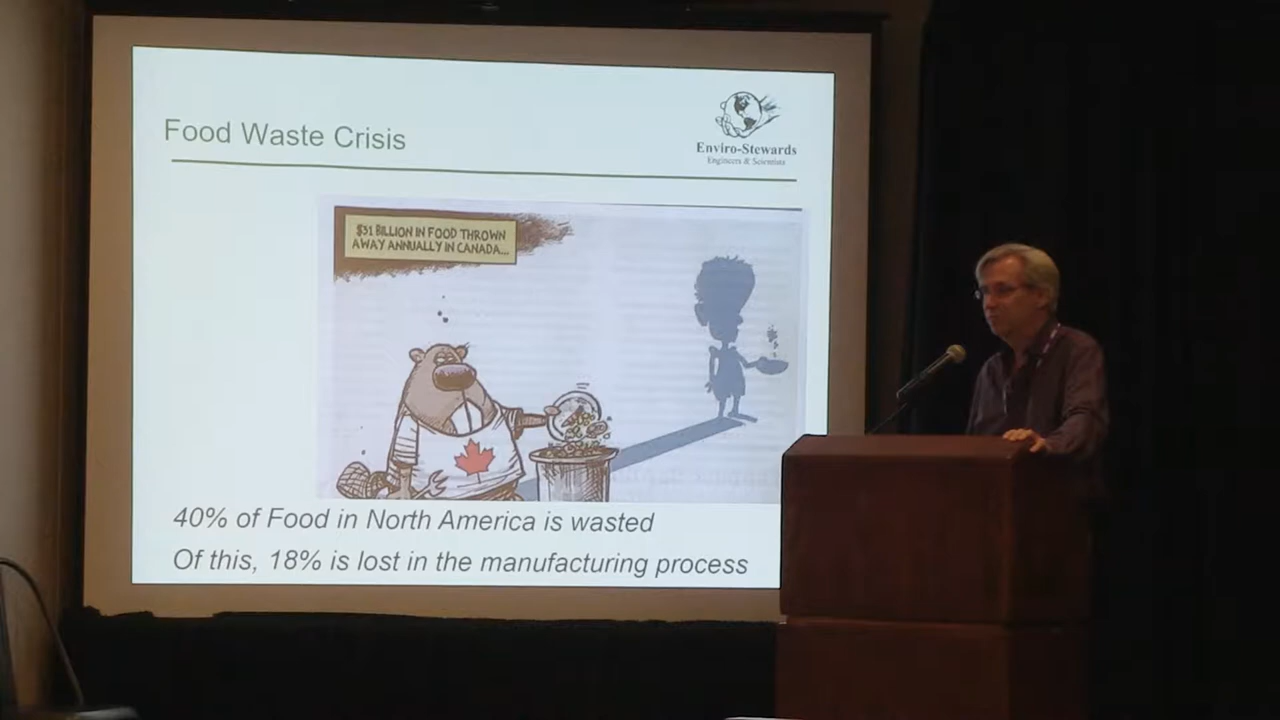 Food Waste Crisis
Enviro-Stewards
Engineers & Scientists
$31 BILLION IN FOOD THROWN
AWAY ANNUALLY IN CANADA...
40% of Food in North America is wasted
Of this, 18% is lost in the manufacturing process